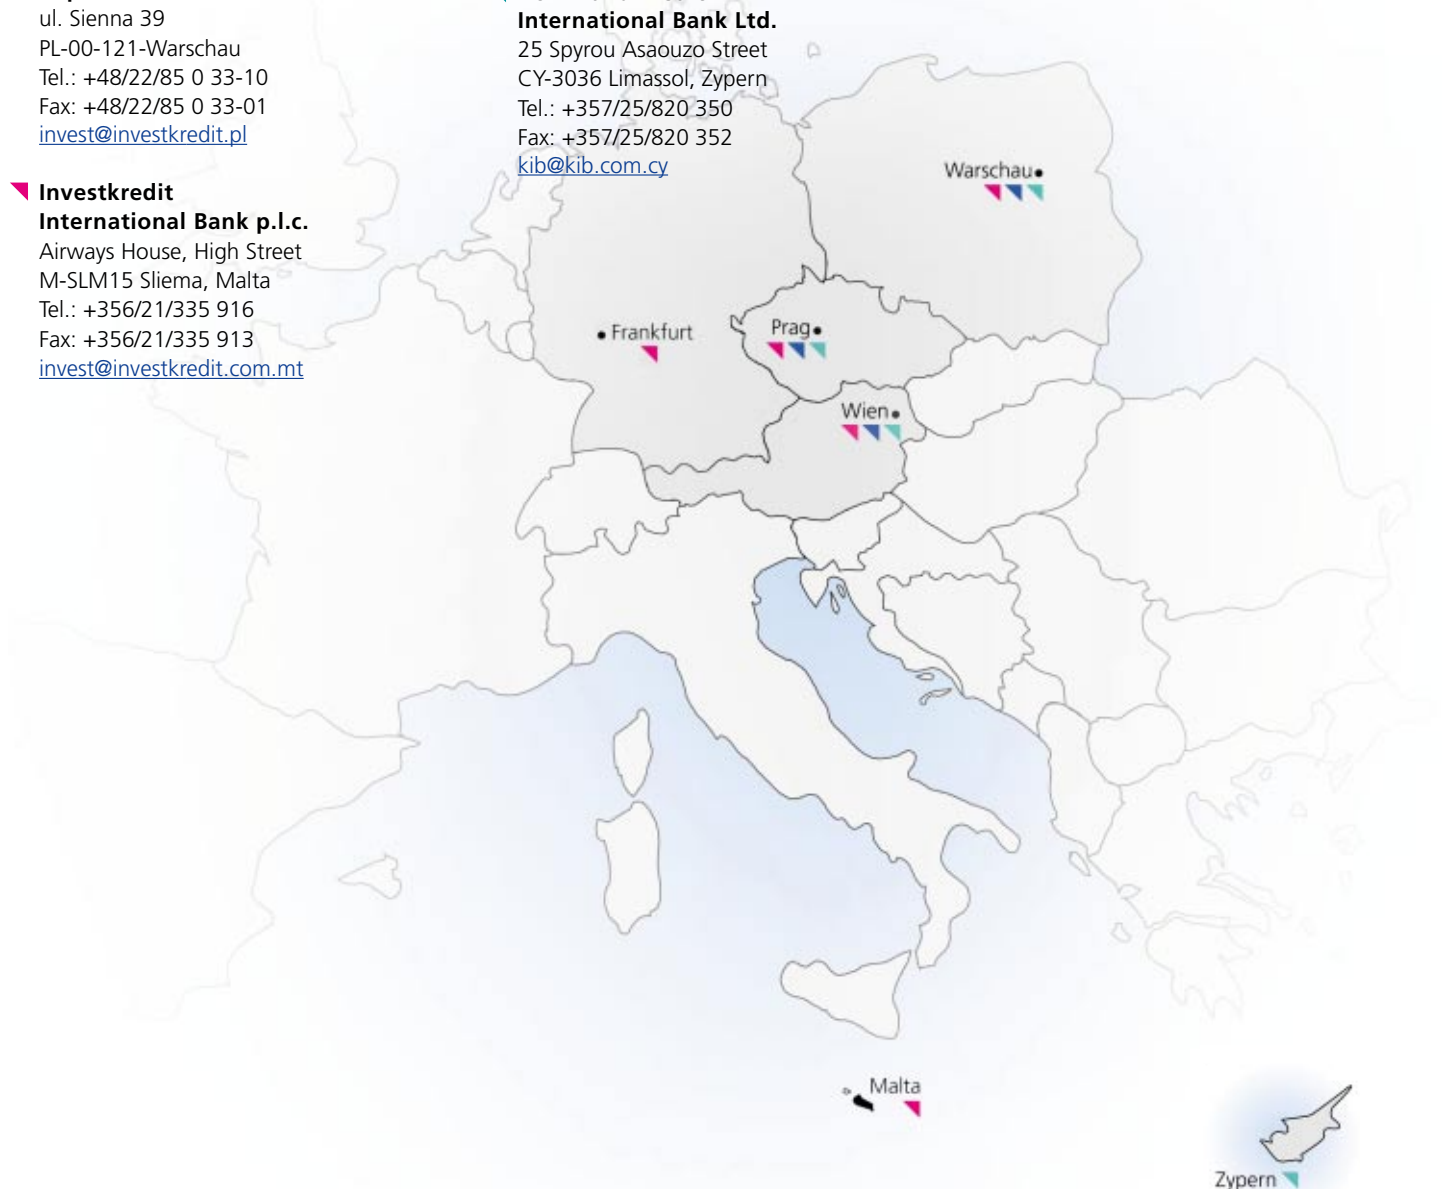 ul. Sienna 39
PL-00-121-Warschau
Tel.: +48/22/85 0 33-10
Fax: +48/22/85 0 33-01
invest@investkredit.pl
Investkredit
International Bank p.l.c.
Airways House, High Street
M-SLM15 Sliema, Malta
Tel.: +356/21/335 916
Fax: +356/21/335 913
invest@investkredit.com.mt
International Bank Ltd.
25 Spyrou Asaouzo Street
CY-3036 Limassol, Zypern
Tel.: +357/25/820 350
Fax: +357/25/820 352
kib@kib.com.cy
Warschau
Frankfurt
Prag
Wien
Malta
Zypern